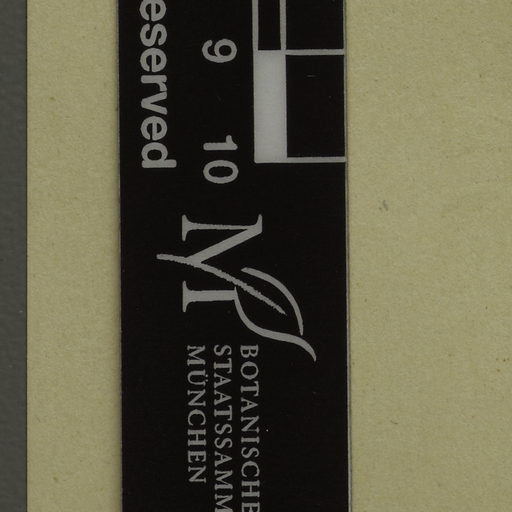 eserved
9 10
BOTANISCHE
STAATSSAMM
MÜNCHEN